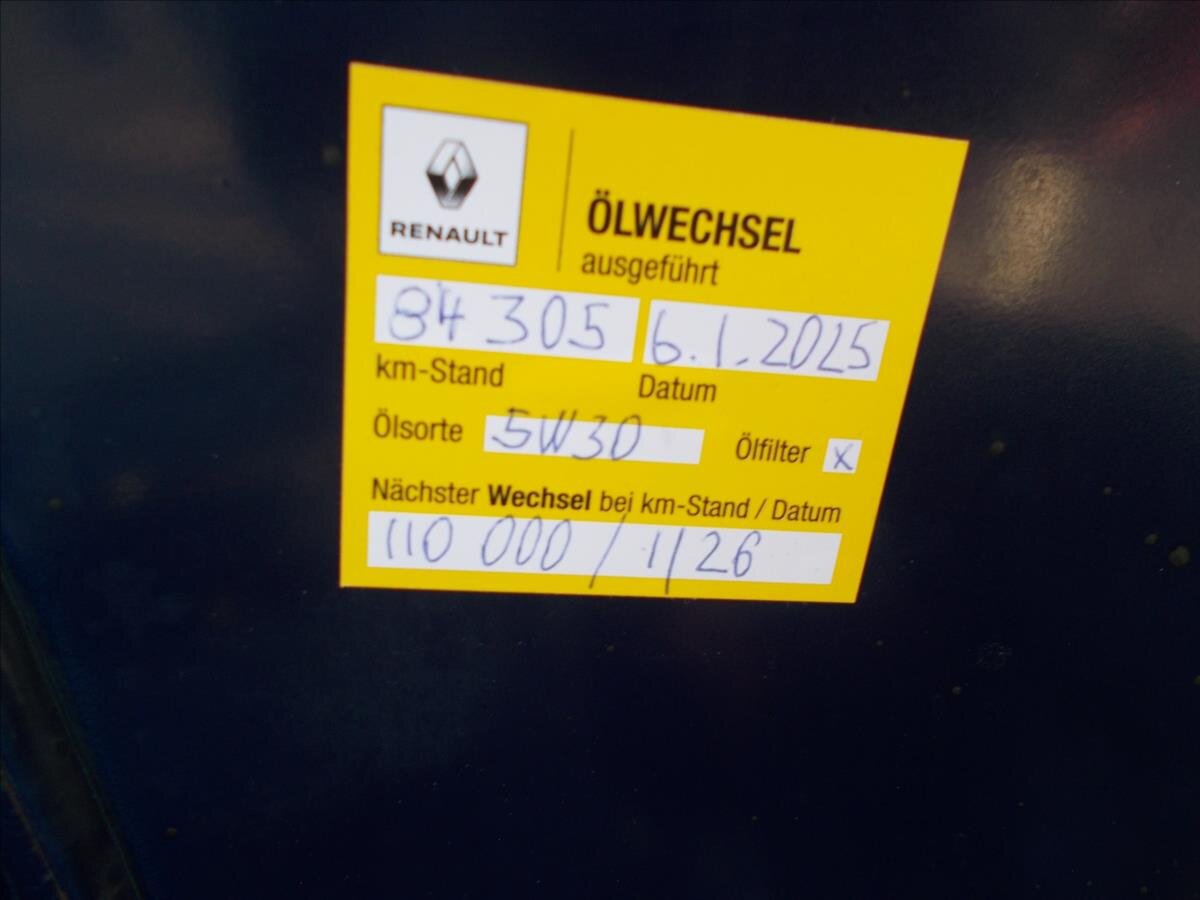 RENAULT
ÖLWECHSEL
ausgeführt
84 305 6.1.2025
km-Stand Datum
Ölsorte 5W30 Ölfilter x
Nächster Wechsel bei km-Stand / Datum
110 000 / 1/26